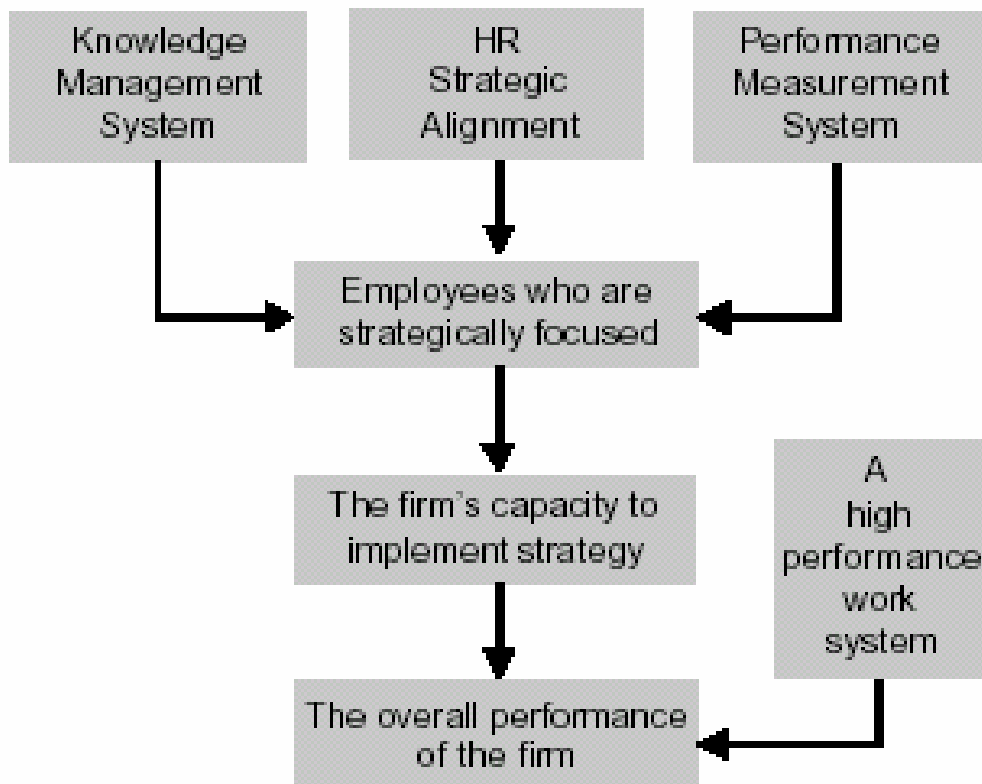 Knowledge
Management
System
HR
Strategic
Alignment
Performance
Measurement
System
Employees who are
strategically focused
The firm's capacity to
implement strategy
A
high
performance
work
system
The overall performance
of the firm